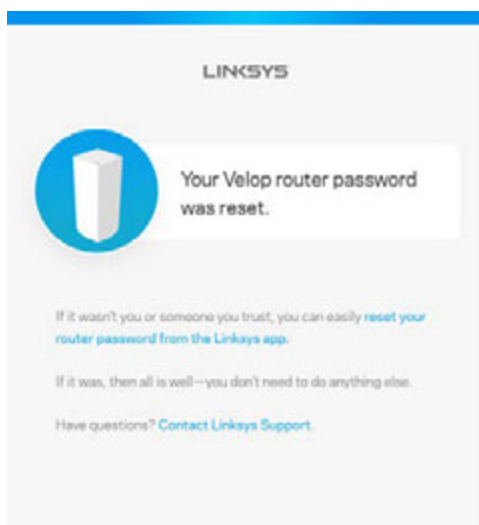 LINKSYS
Your Velop router password
was reset.
If it wasn't you or someone you trust, you can easily reset your
router password from the Linksys app.
If it was, then all is well—you don't need to do anything else.
Have questions? Contact Linksys Support.